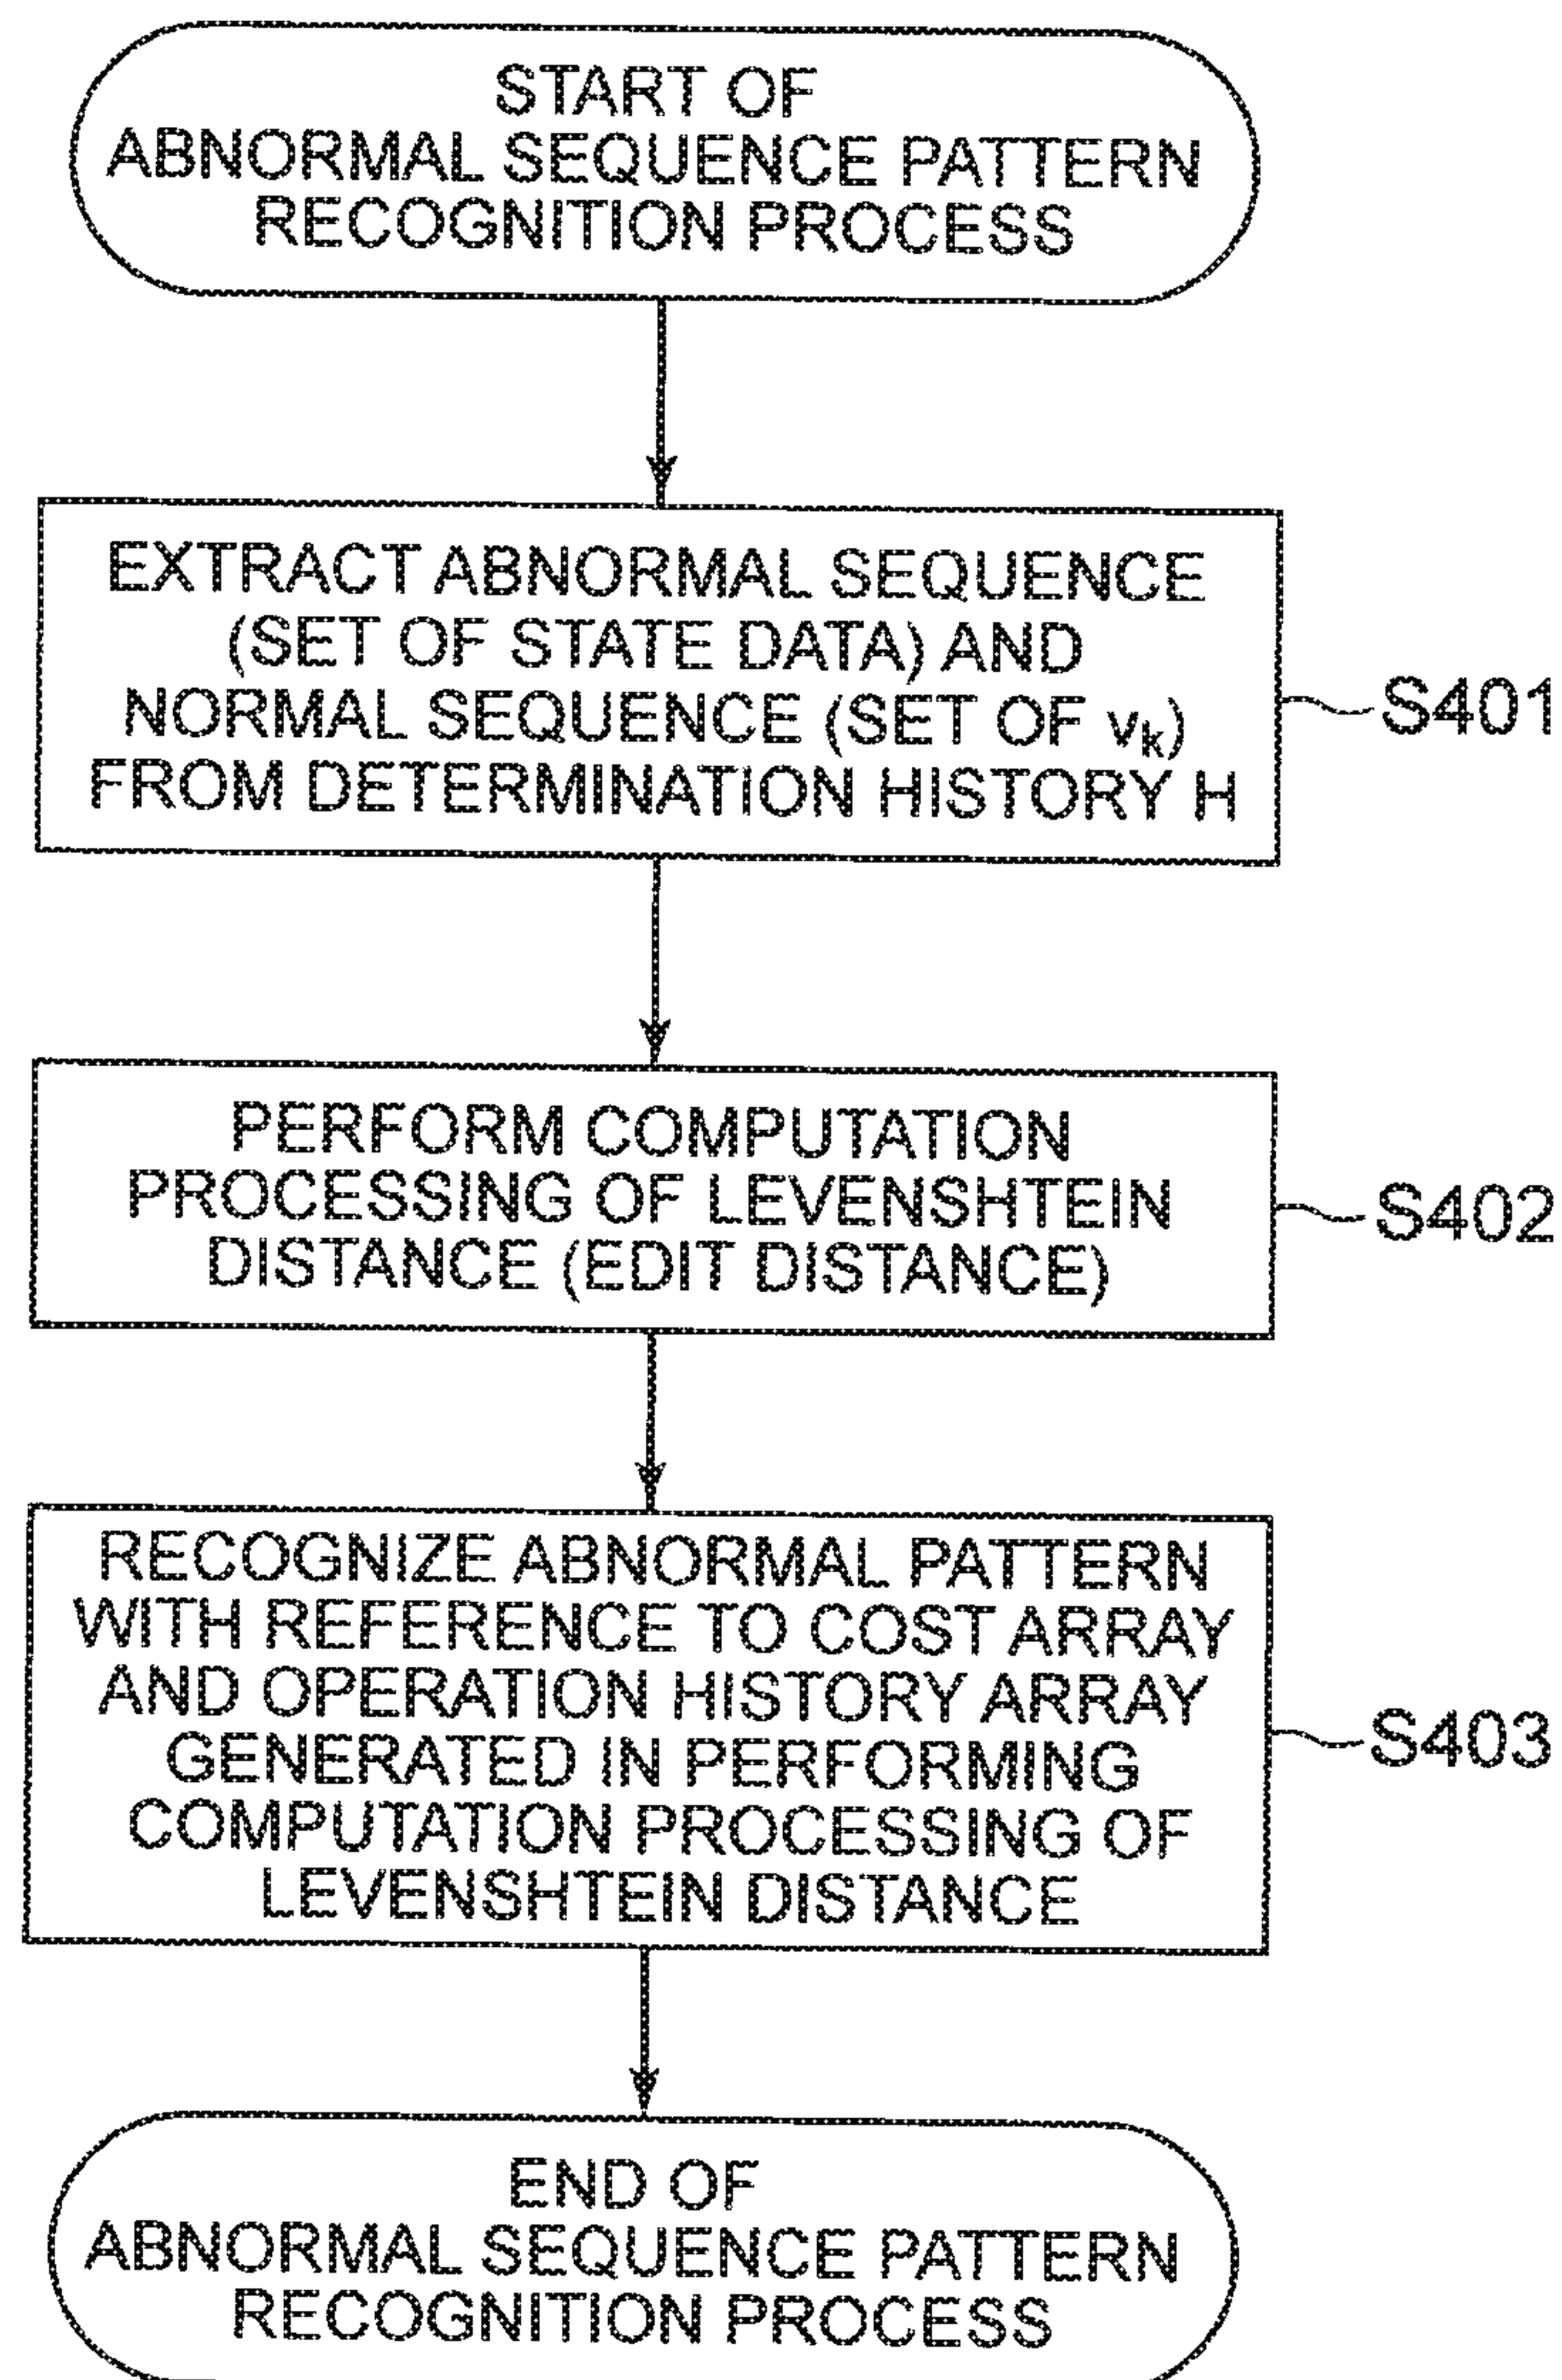 START OF
ABNORMAL SEQUENCE PATTERN
RECOGNITION PROCESS
EXTRACT ABNORMAL SEQUENCE
(SET OF STATE DATA) AND
NORMAL SEQUENCE (SET OF vk)
FROM DETERMINATION HISTORY H
S401
PERFORM COMPUTATION
PROCESSING OF LEVENSHTEIN
DISTANCE (EDIT DISTANCE)
S402
RECOGNIZE ABNORMAL PATTERN
WITH REFERENCE TO COST ARRAY
AND OPERATION HISTORY ARRAY
GENERATED IN PERFORMING
COMPUTATION PROCESSING OF
LEVENSHTEIN DISTANCE
S403
END OF
ABNORMAL SEQUENCE PATTERN
RECOGNITION PROCESS